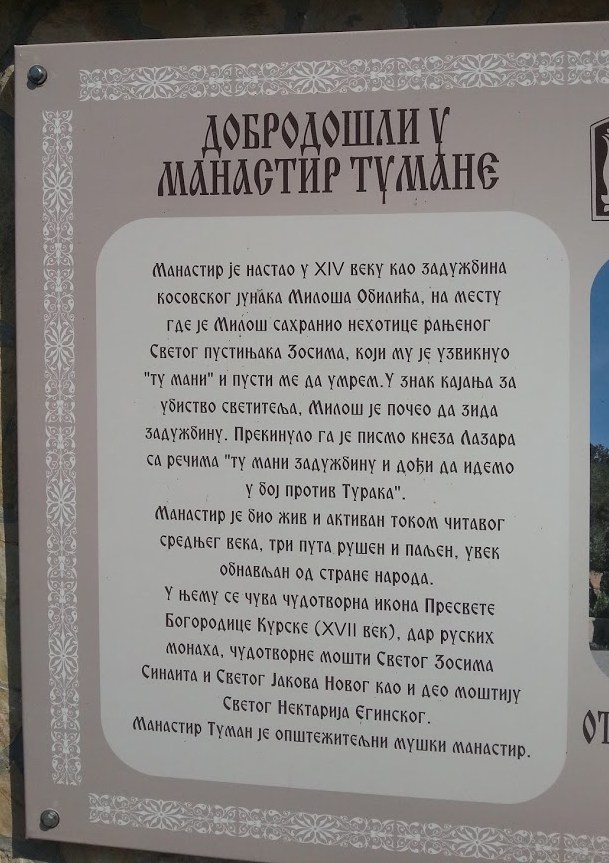 ДОБРОДОШЛИ У
МАНАСТИР ТУМАНЕ
Манастир је настао у XIV веку као задужбина
косовског јунака Милоша Обилића, на месту
где је Милош сахранио нехотице рањеног
Светог пустињака Зосима, који му је узвикнуо
"ту мани" и пусти ме да умрем.У знак кајања за
убиство светитеља, Милош је почео да зида
задужбину. Прекинуло га је писмо кнеза Лазара
са речима "ту мани задужбину и дођи да идемо
у бој против Турака".
Манастир је био жив и активан током читавог
средњег века, три пута рушен и паљен, увек
обнављан од стране народа.
У њему се чува чудотворна икона Пресвете
Богородице Курске (XVII век), дар руских
монаха, чудотворне мошти Светог Зосима
Синаита и Светог Јакова Новог као и део моштију
Светог Нектарија Егинског.
Манастир Туман је општежитељни мушки манастир.